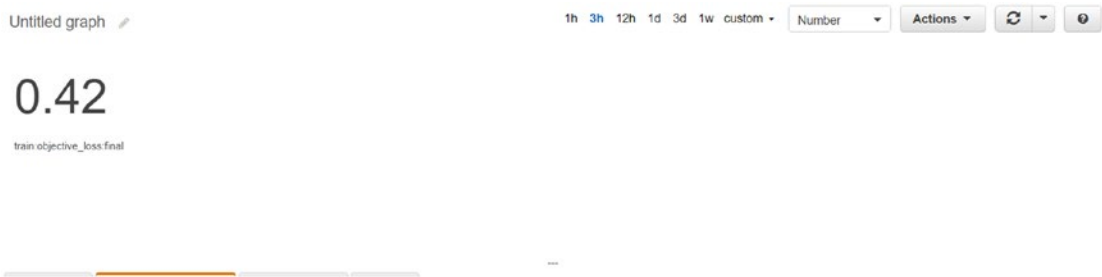 Untitled graph 1h 3h 12h 1d 3d 1w custom Number Actions
0.42
train:objective_loss:final